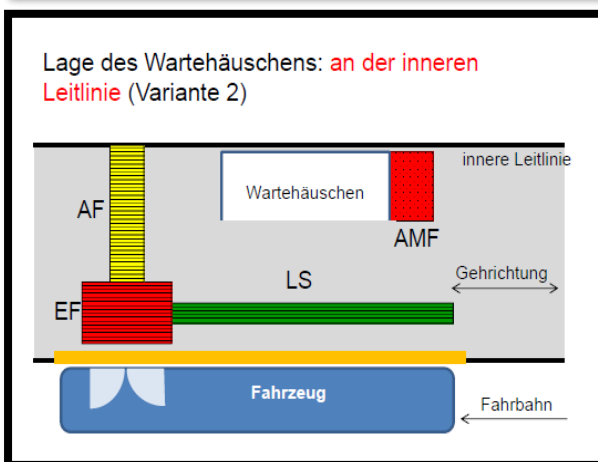 Lage des Wartehäuschens: an der inneren
Leitlinie (Variante 2)
innere Leitlinie
Wartehäuschen
AF
AMF
LS
Gehrichtung
EF
Fahrzeug
Fahrbahn